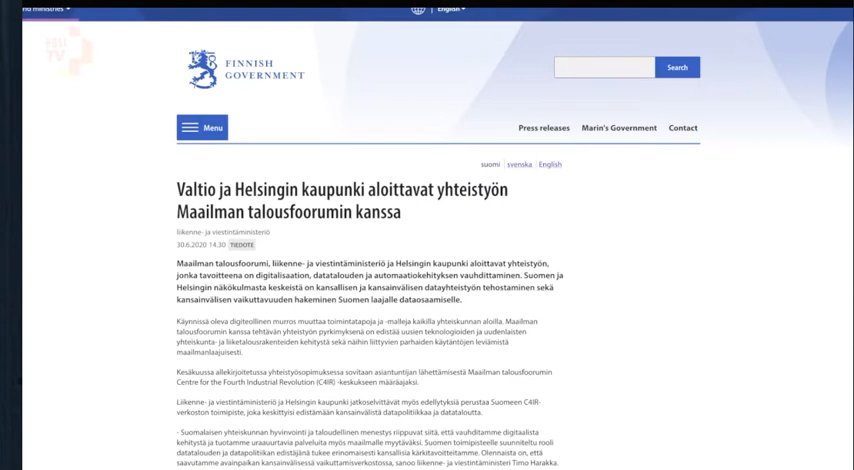 nd ministries
English
FSU
TV
FINNISH
GOVERNMENT
Search
Menu
Press releases
Marin's Government
Contact
suomi svenska English
Valtio ja Helsingin kaupunki aloittavat yhteistyön
Maailman talousfoorumin kanssa
liikenne- ja viestintäministeriö
30.6.2020 14.30 TIEDOTE
Maailman talousfoorumi, liikenne- ja viestintäministeriö ja Helsingin kaupunki aloittavat yhteistyön,
jonka tavoitteena on digitalisaation, datatalouden ja automaatiokehityksen vauhdittaminen. Suomen ja
Helsingin näkökulmasta keskeistä on kansallisen ja kansainvälisen datayhteistyön tehostaminen sekä
kansainvälisen vaikuttavuuden hakeminen Suomen laajalle dataosaamiselle.
Käynnissä oleva digiteollinen murros muuttaa toimintatapoja ja -malleja kaikilla yhteiskunnan aloilla. Maailman
talousfoorumin kanssa tehtävän yhteistyön pyrkimyksenä on edistää uusien teknologioiden ja uudenlaisten
yhteiskunta- ja liiketalousrakenteiden kehitystä sekä näihin liittyvien parhaiden käytäntöjen leviämistä
maailmanlaajuisesti.
Kesäkuussa allekirjoitetussa yhteistyösopimuksessa sovitaan asiantuntijan lähettämisestä Maailman talousfoorumin
Centre for the Fourth Industrial Revolution (C4IR) -keskukseen määräajaksi.
Liikenne- ja viestintäministeriö ja Helsingin kaupunki jatkoselvittävät myös edellytyksiä perustaa Suomeen C4IR-
verkoston toimipiste, joka keskittyisi edistämään kansainvälistä datapolitiikkaa ja datataloutta.
- Suomalaisen yhteiskunnan hyvinvointi ja taloudellinen menestys riippuvat siitä, että vauhditamme digitaalista
kehitystä ja tuotamme uraauurtavia palveluita myös maailmalle myytäväksi. Suomen toimipisteelle suunniteltu rooli
datatalouden ja datapolitiikan edistäjänä tukee erinomaisesti kansallisia kärkitavoitteitamme. Olennaista on, että
saavutamme avainpaikan kansainvälisessä vaikuttamisverkostossa, sanoo liikenne- ja viestintäministeri Timo Harakka.